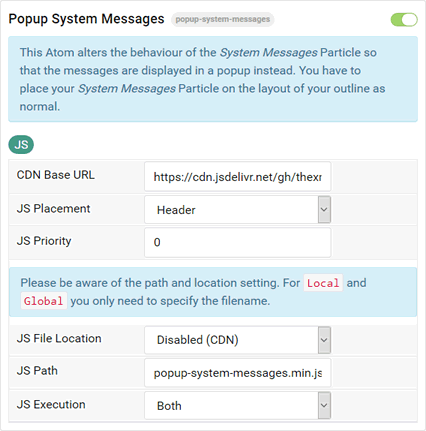 Popup System Messages popup-system-messages
This Atom alters the behaviour of the System Messages Particle so
that the messages are displayed in a popup instead. You have to
place your System Messages Particle on the layout of your outline as
normal.
JS
CDN Base URL https://cdn.jsdelivr.net/gh/thexr
JS Placement Header
JS Priority 0
Please be aware of the path and location setting. For Local and
Global you only need to specify the filename.
JS File Location Disabled (CDN)
JS Path popup-system-messages.min.js
JS Execution Both